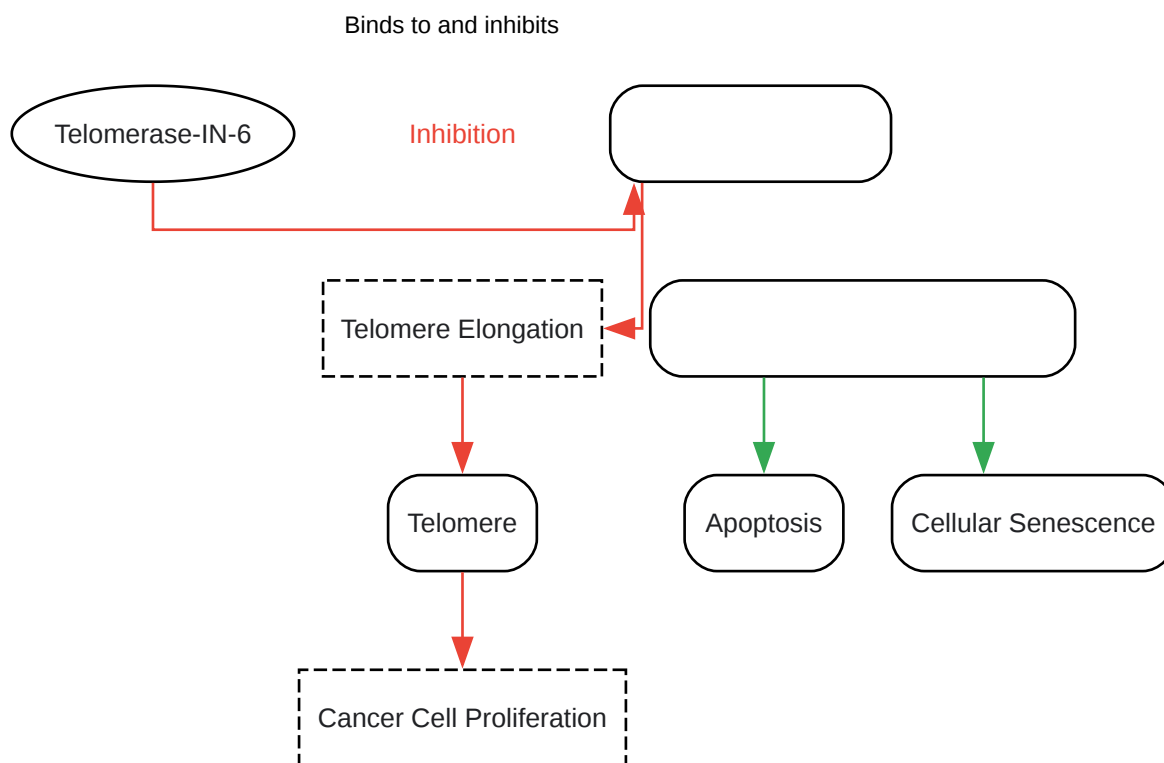 Binds to and inhibits
Telomerase-IN-6
Inhibition
Telomere Elongation
Telomere
Apoptosis
Cellular Senescence
Cancer Cell Proliferation